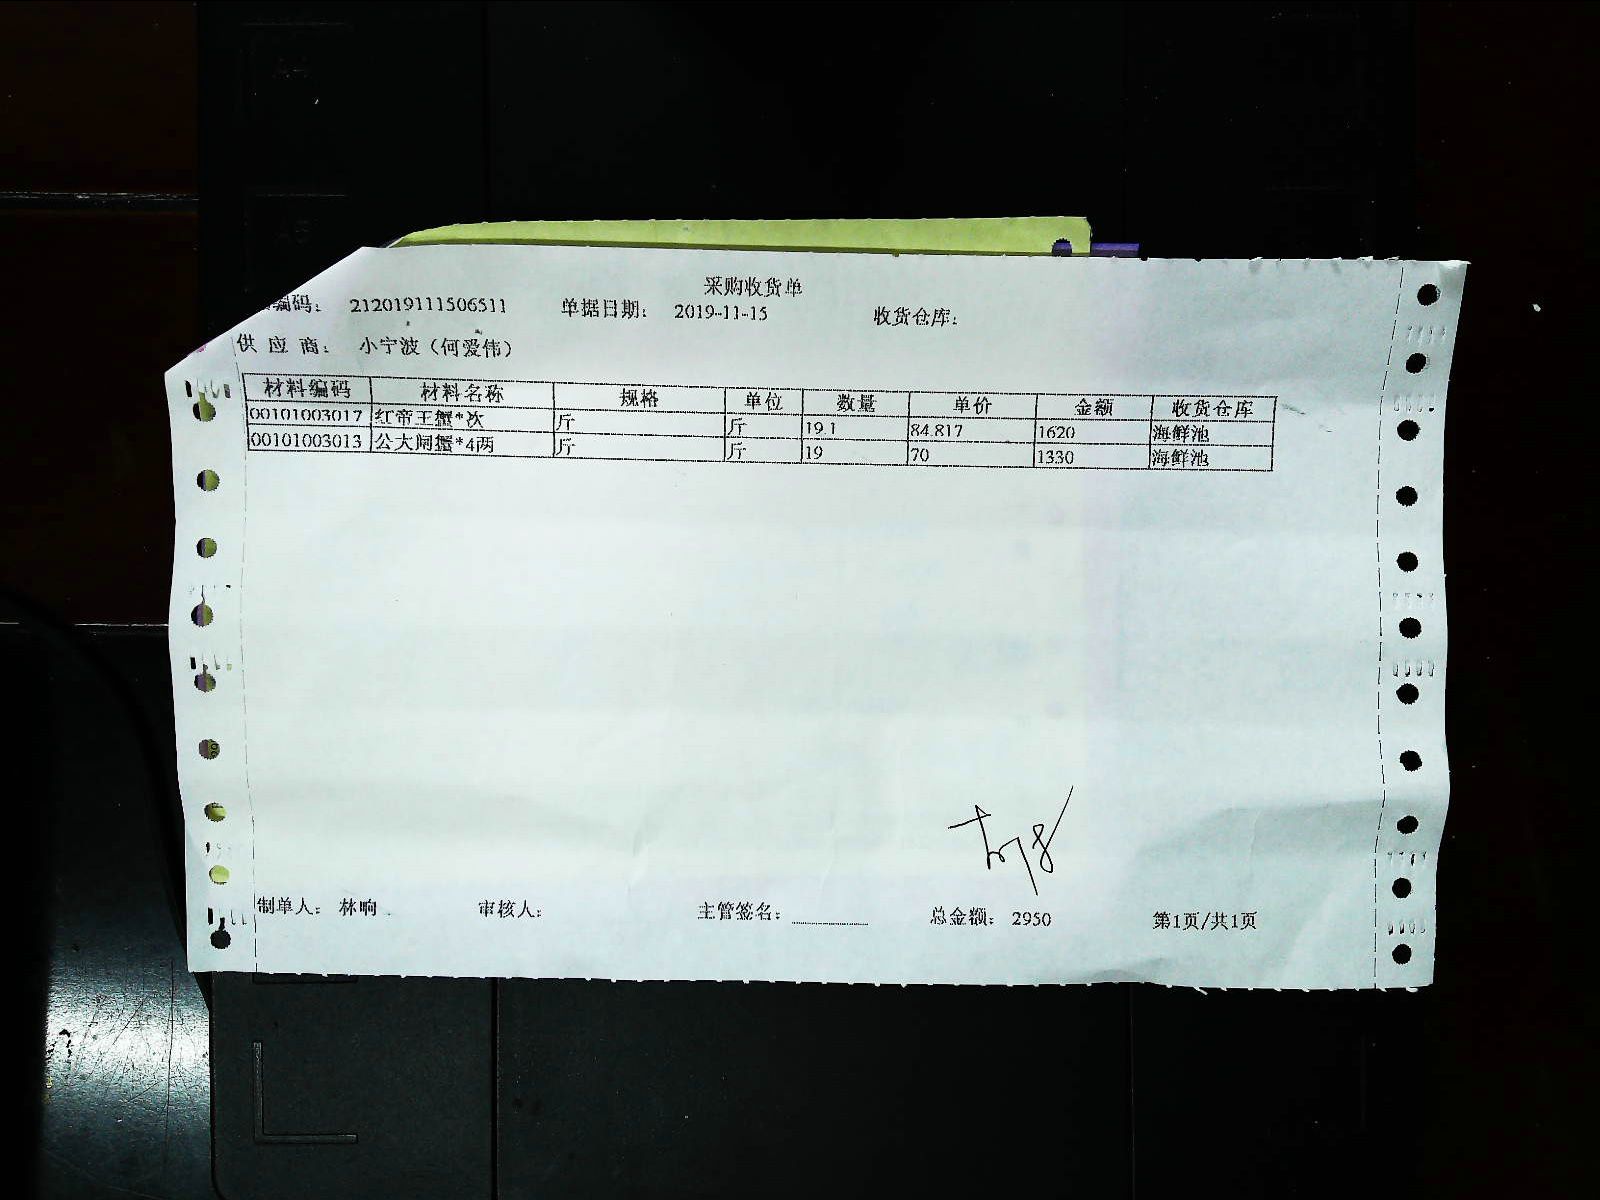 采购收货单
编码: 212019111506511 单据日期: 2019-11-15 收货仓库:
供 应 商: 小宁波(何爱伟)
材料编码 材料名称 规格 单位 数量 单价 金额 收货仓库
00101003017 红帝王蟹*次 斤 斤 19.1 84.817 1620 海鲜池
00101003013 公大闸蟹*4两 斤 斤 19 70 1330 海鲜池
制单人: 林响 审核人: 主管签名: 总金额: 2950 第1页/共1页